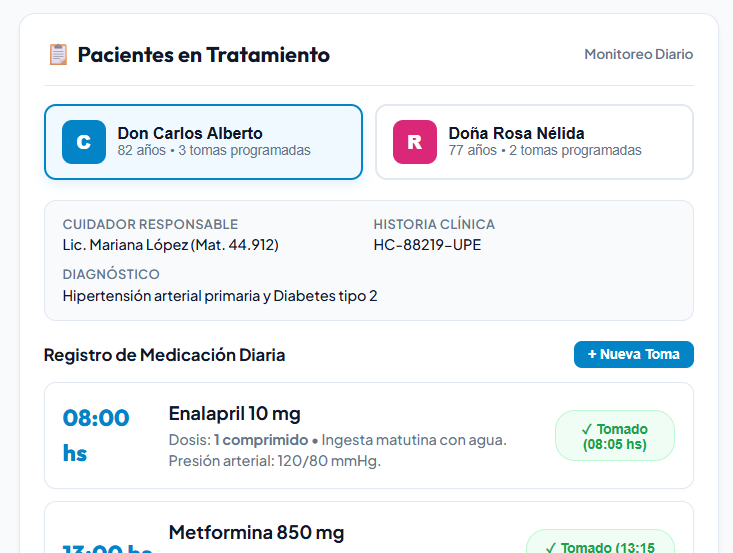 Pacientes en Tratamiento
Monitoreo Diario
C
Don Carlos Alberto
82 años • 3 tomas programadas
R
Doña Rosa Nélida
77 años • 2 tomas programadas
CUIDADOR RESPONSABLE
Lic. Mariana López (Mat. 44.912)
HISTORIA CLÍNICA
HC-88219-UPE
DIAGNÓSTICO
Hipertensión arterial primaria y Diabetes tipo 2
Registro de Medicación Diaria
+ Nueva Toma
08:00
hs
Enalapril 10 mg
Dosis: 1 comprimido • Ingesta matutina con agua.
Presión arterial: 120/80 mmHg.
✓ Tomado
(08:05 hs)
13:00 hs
Metformina 850 mg
✓ Tomado (13:15